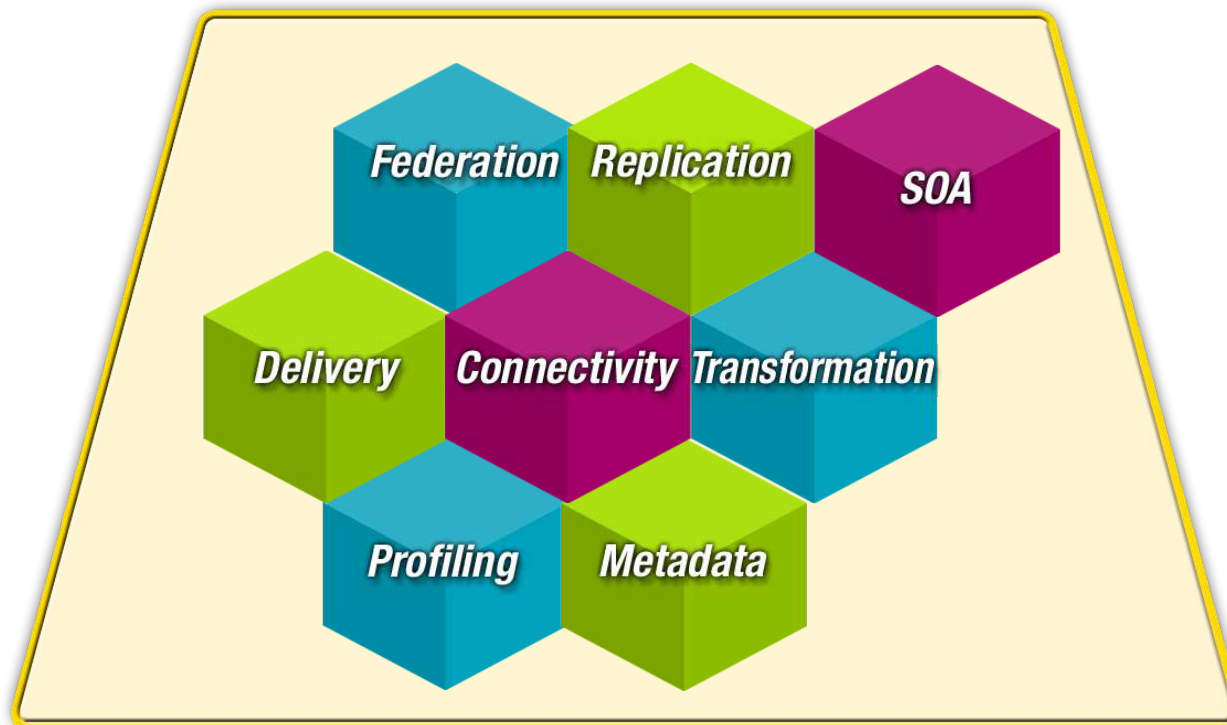 Federation
Replication
SOA
Delivery
Connectivity
Transformation
Profiling
Metadata